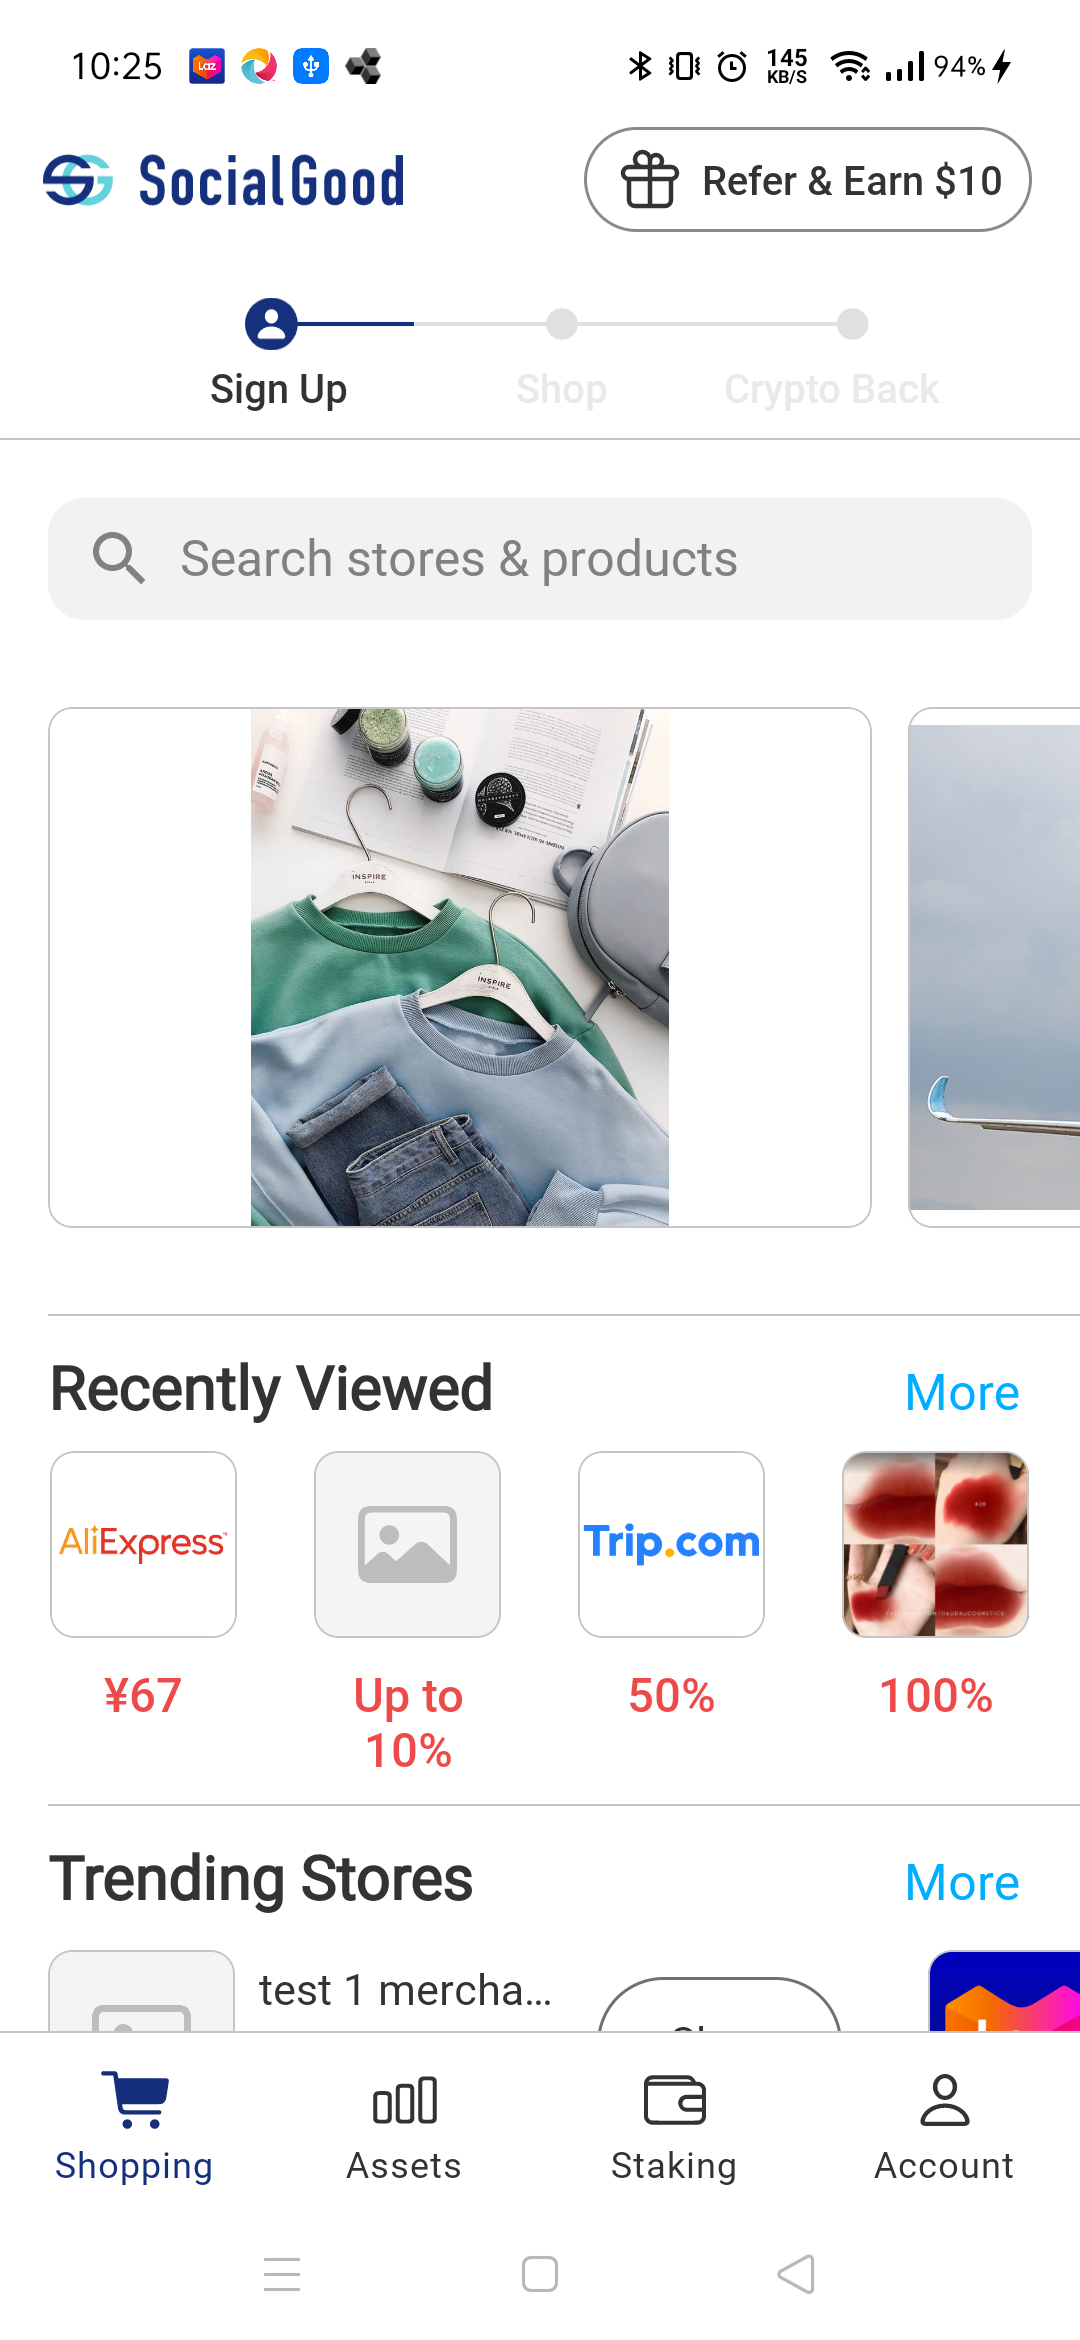 10:25
Laz
145 KB/S
94%
SocialGood
Refer & Earn $10
Sign Up
Shop
Crypto Back
Search stores & products
INSPIRE
INSPIRE
Recently Viewed
More
AliExpress
Trip.com
¥67
Up to 10%
50%
100%
Trending Stores
More
test 1 mercha...
Shopping
Assets
Staking
Account